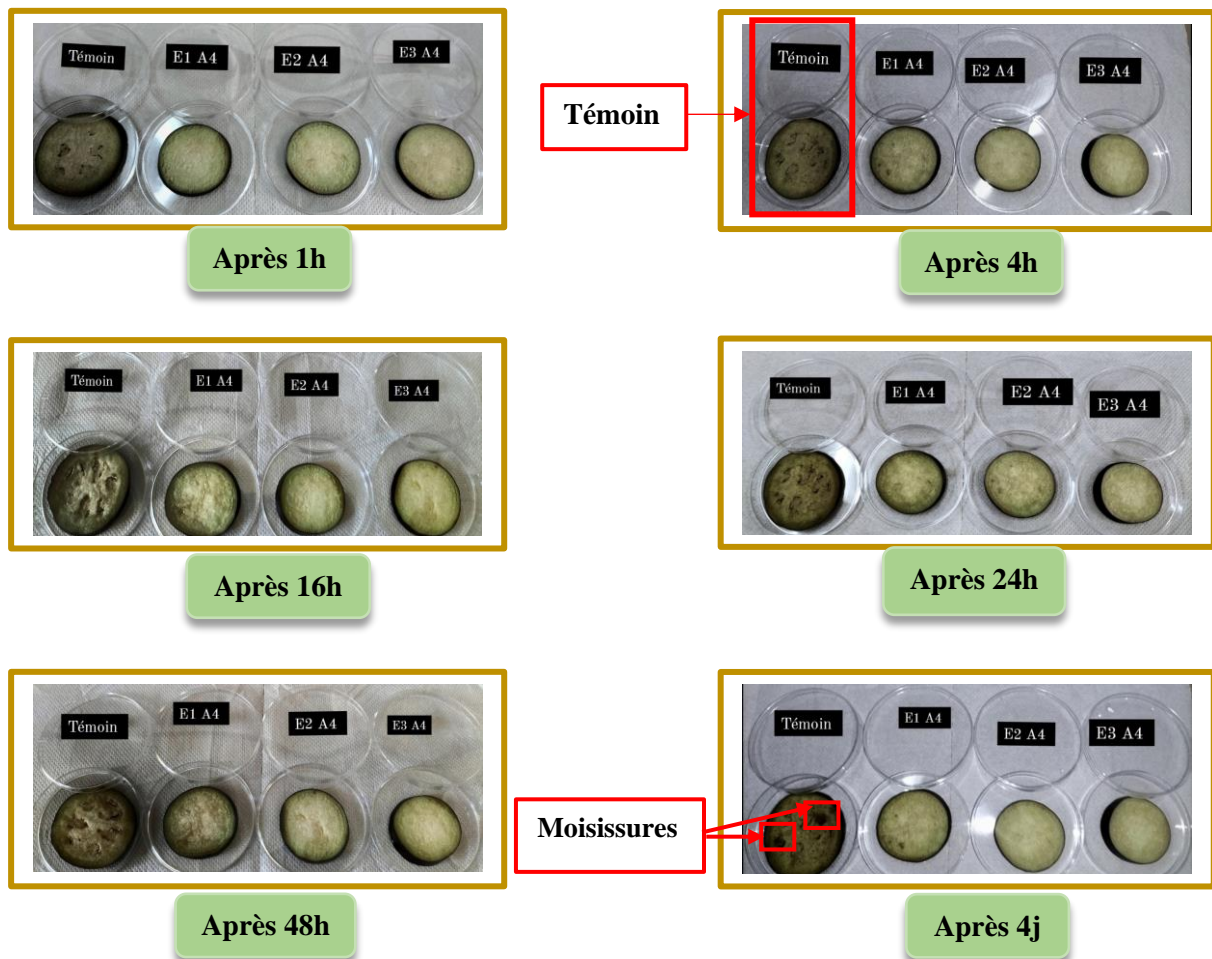 Témoin
E1 A4
E2 A4
E3 A4
Après 1h
Témoin
Témoin
E1 A4
E2 A4
E3 A4
Après 4h
Témoin
E1 A4
E2 A4
E3 A4
Après 16h
Témoin
E1 A4
E2 A4
E3 A4
Après 24h
Témoin
E1 A4
E2 A4
E3 A4
Après 48h
Moisissures
Témoin
E1 A4
E2 A4
E3 A4
Après 4j